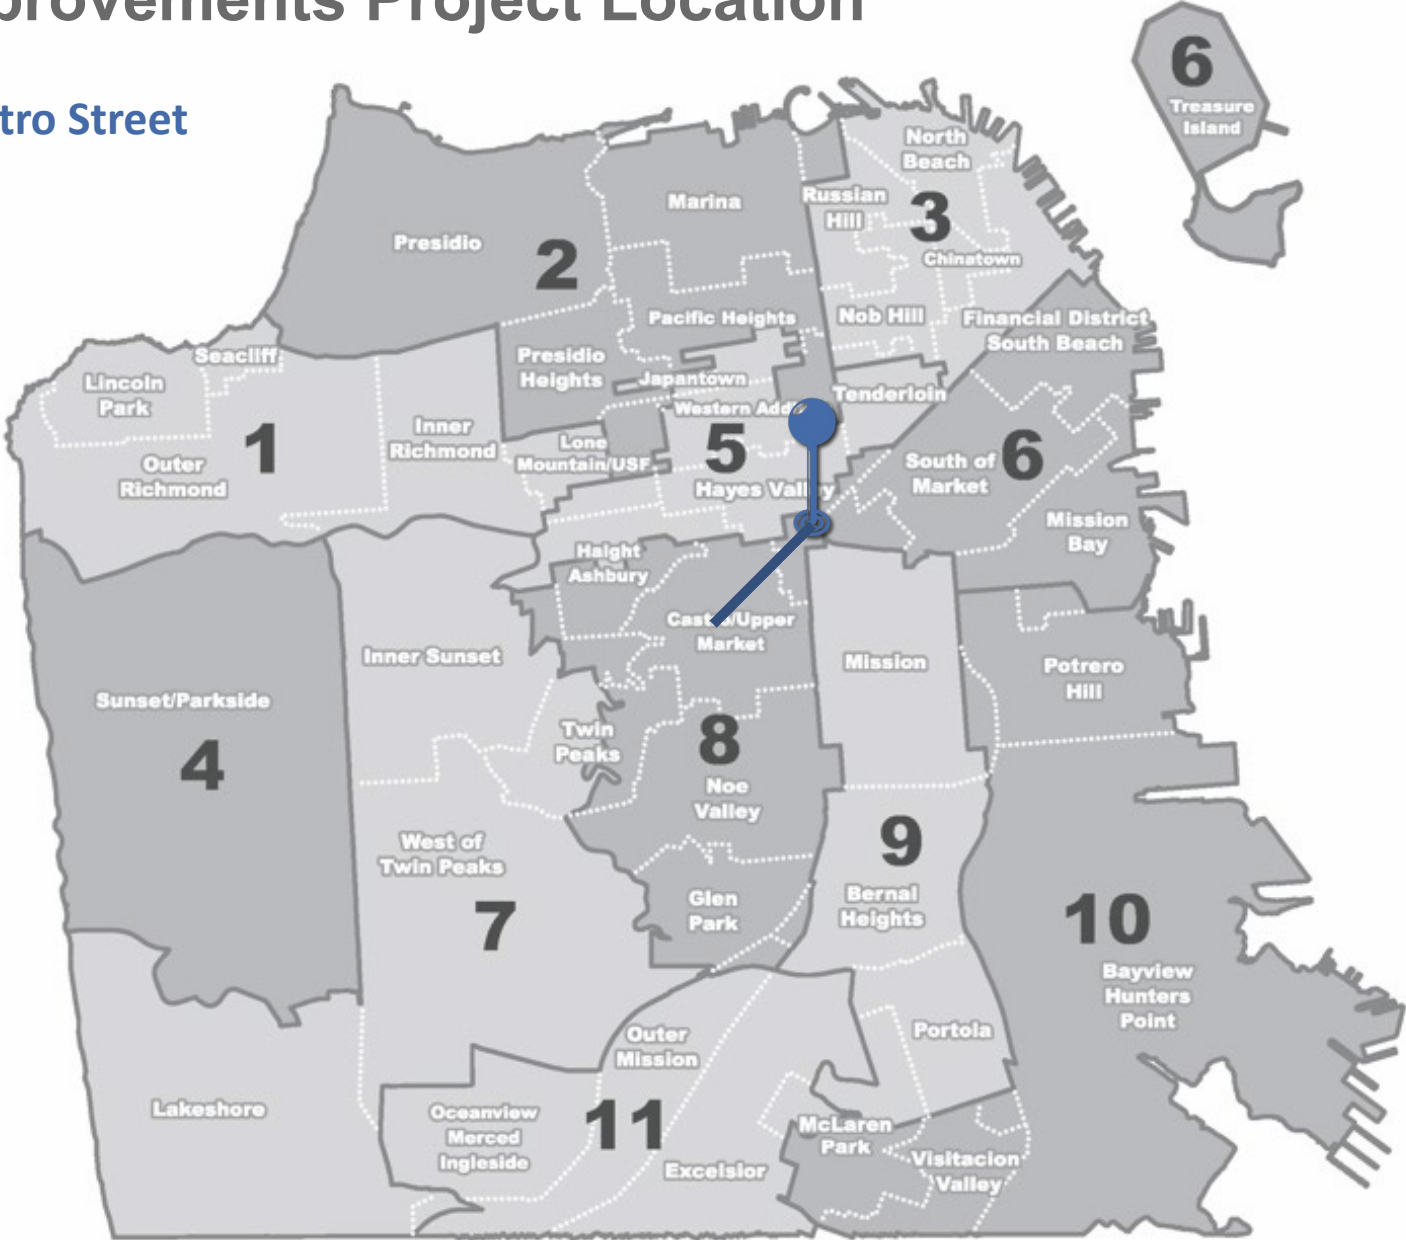 provements Project Location
tro Street
6
Treasure
Island
North
Beach
Marina
Russian
Hill
3
Presidio
2
Chinatown
Pacific Heights
Nob Hill
Financial District
South Beach
Seacliff
Presidio
Heights
Japantown
Lincoln
Park
Tenderloin
Western Add
1
Inner
Richmond
Lone
Mountain/USF
5
South of
Market
6
Outer
Richmond
Hayes Valley
Mission
Bay
Haight
Ashbury
Castro/Upper
Market
Inner Sunset
Mission
Potrero
Hill
Sunset/Parkside
4
Twin
Peaks
8
Noe
Valley
West of
Twin Peaks
9
7
Glen
Park
Bernal
Heights
10
Bayview
Hunters
Point
Outer
Mission
Portola
Lakeshore
Oceanview
Merced
Ingleside
11
McLaren
Park
Excelsior
Visitacion
Valley